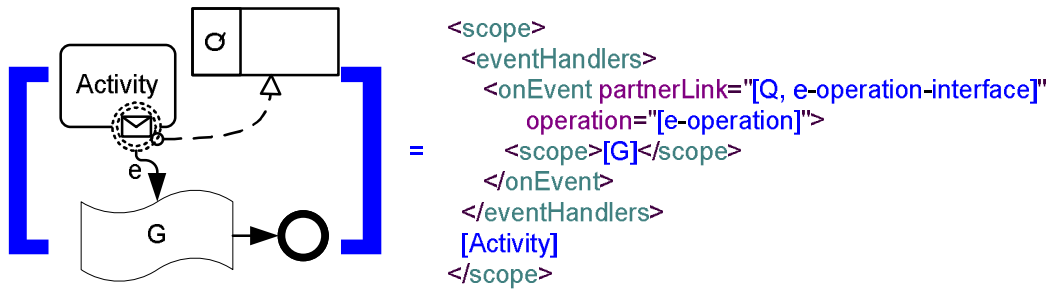 Q
Activity
e
G
=
<scope>
<eventHandlers>
<onEvent partnerLink="[Q, e-operation-interface]"
operation="[e-operation]">
<scope>[G]</scope>
</onEvent>
</eventHandlers>
[Activity]
</scope>